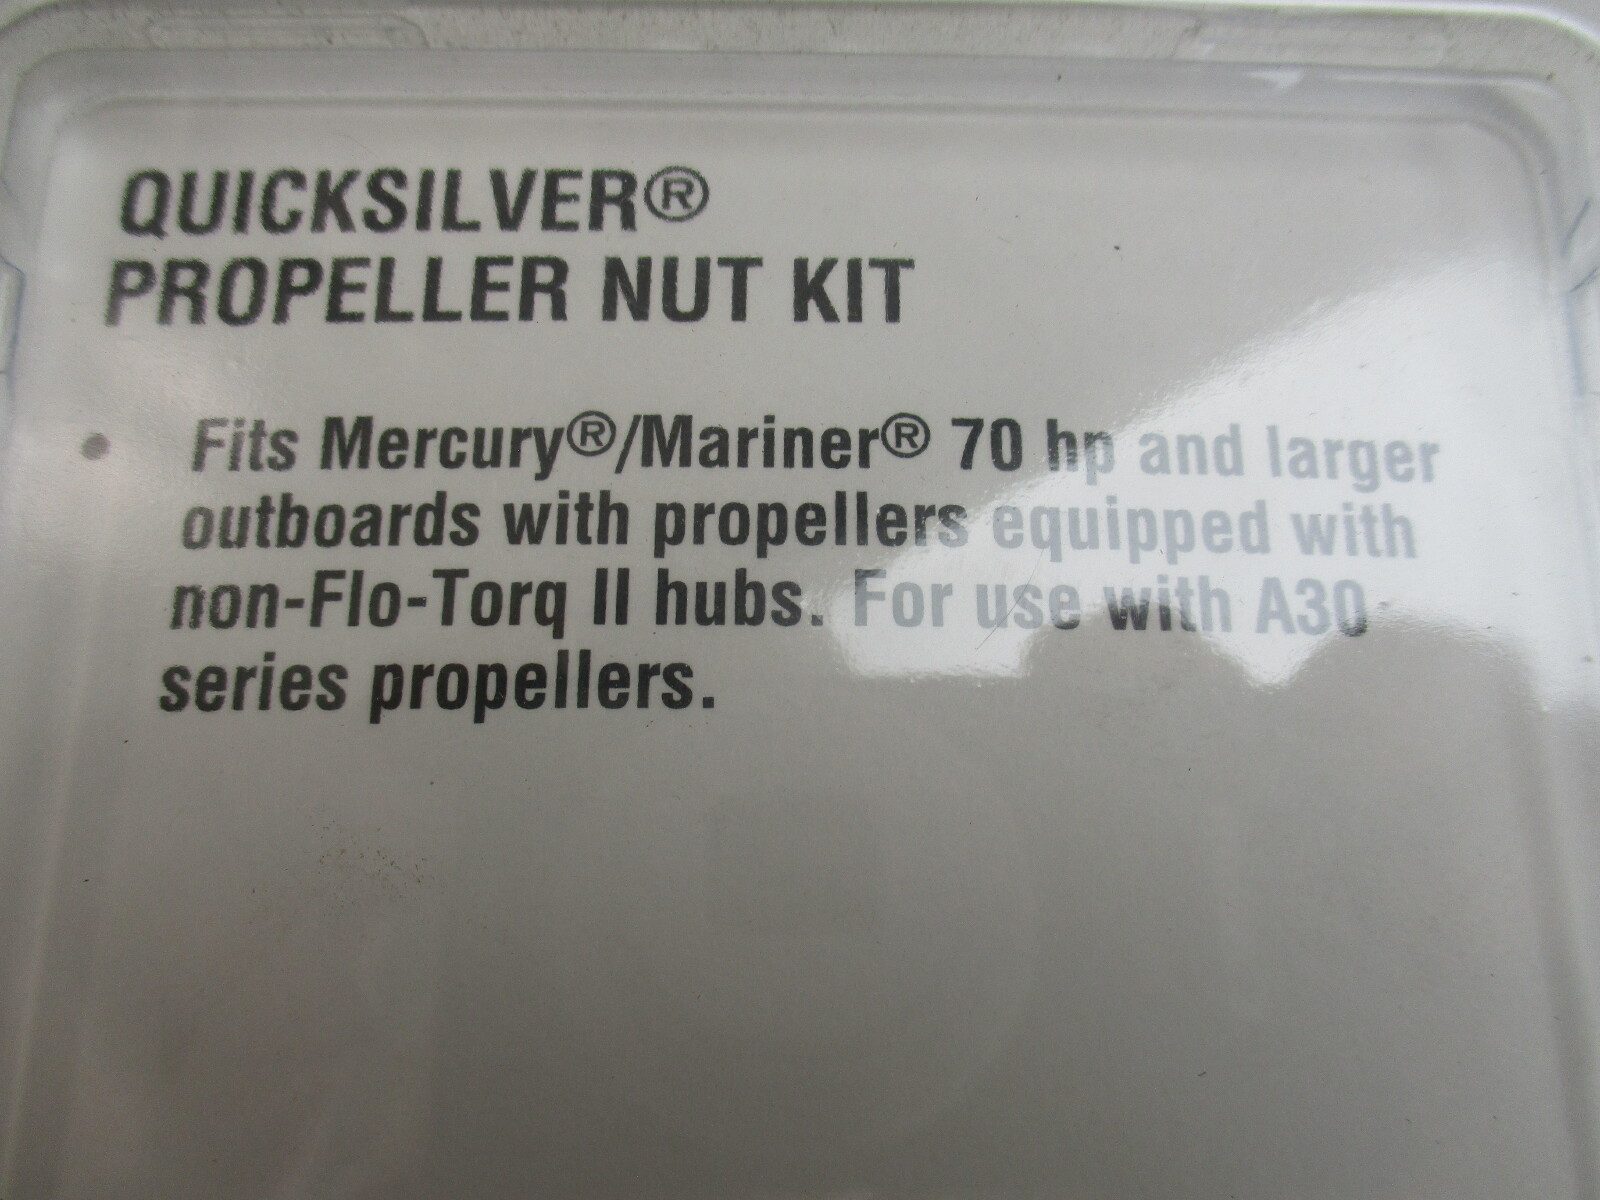 QUICKSILVER®
PROPELLER NUT KIT
• Fits Mercury®/Mariner® 70 hp and larger
outboards with propellers equipped with
non-Flo-Torq II hubs. For use with A30
series propellers.